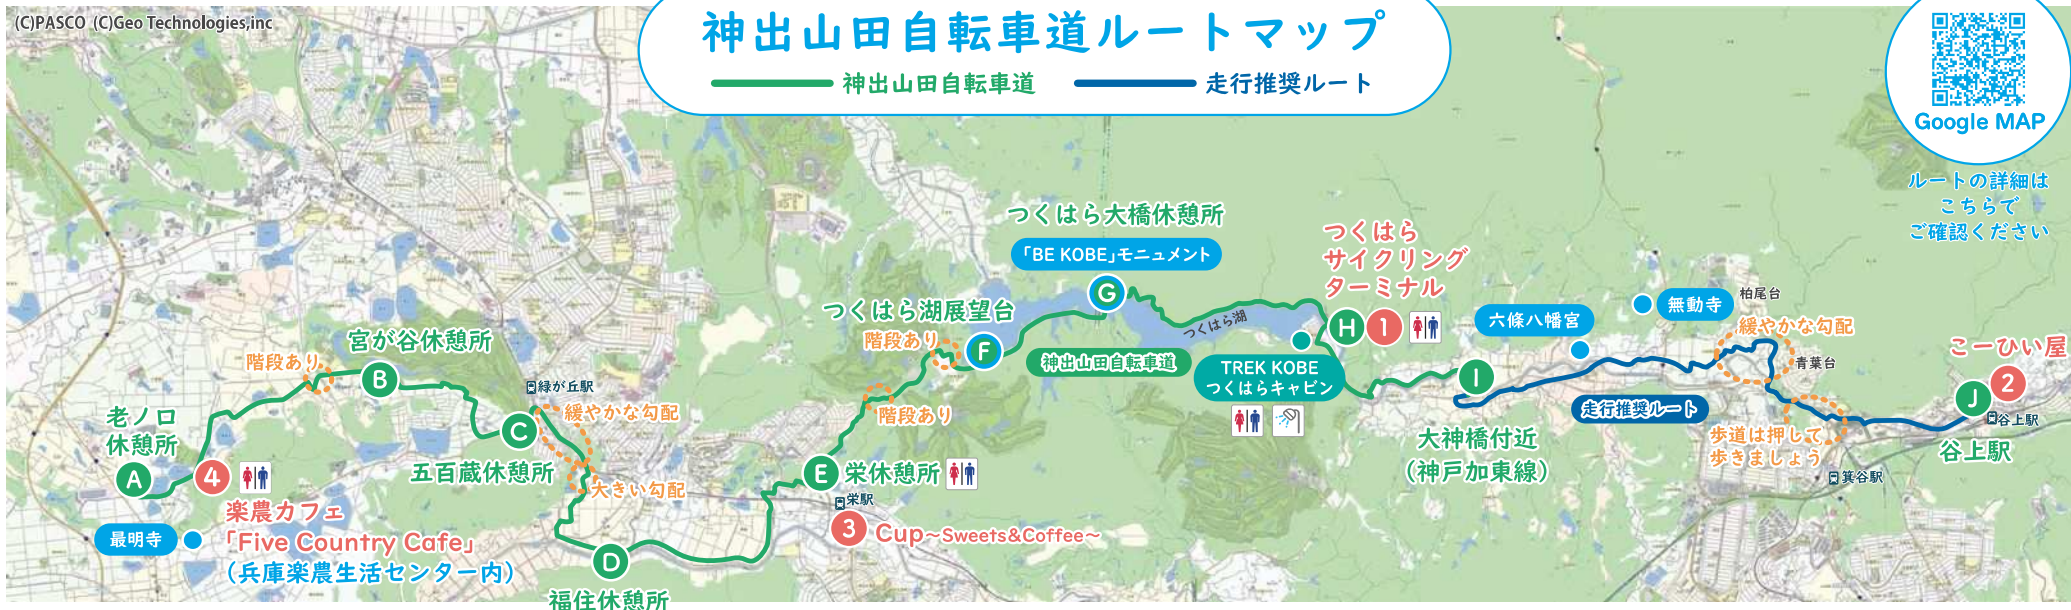 (C)PASCO (C)Geo Technologies,inc
神出山田自転車道ルートマップ
神出山田自転車道
走行推奨ルート
Google MAP
ルートの詳細は
こちらで
ご確認ください
老ノ口
休憩所
A
4
楽農カフェ
「Five Country Cafe」
(兵庫楽農生活センター内)
最明寺
階段あり
宮が谷休憩所
B
緑が丘駅
C
五百蔵休憩所
緩やかな勾配
大きい勾配
D
福住休憩所
E
栄休憩所
栄駅
3
Cup~Sweets&Coffee~
階段あり
つくはら湖展望台
階段あり
F
つくはら大橋休憩所
「BE KOBE」モニュメント
G
神出山田自転車道
つくはら湖
つくはら
サイクリング
ターミナル
H
1
TREK KOBE
つくはらキャビン
I
大神橋付近
(神戸加東線)
六條八幡宮
無動寺
柏尾台
緩やかな勾配
青葉台
走行推奨ルート
歩道は押して
歩きましょう
箕谷駅
こーひい屋
2
J
谷上駅
谷上駅